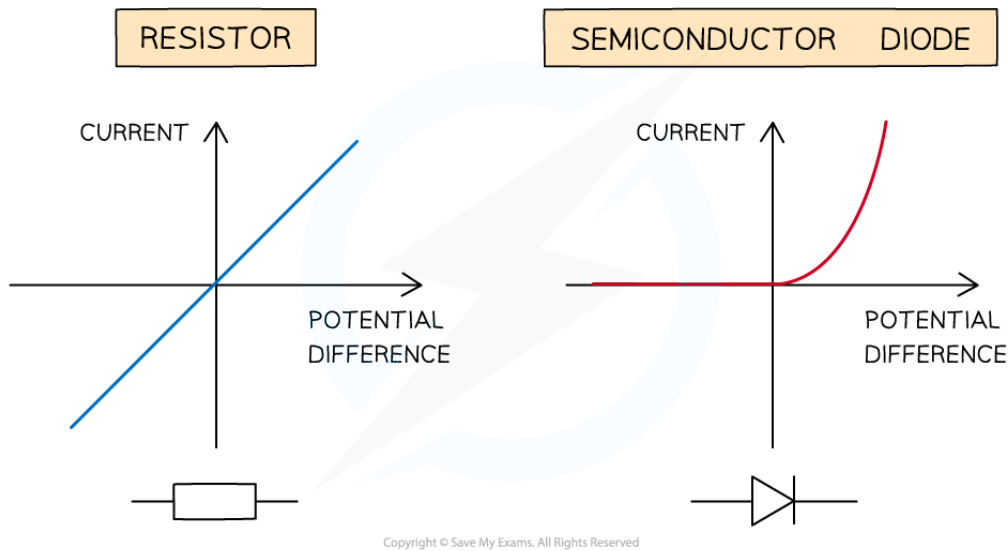 RESISTOR
SEMICONDUCTOR DIODE
CURRENT
POTENTIAL
DIFFERENCE
CURRENT
POTENTIAL
DIFFERENCE
Copyright © Save My Exams. All Rights Reserved